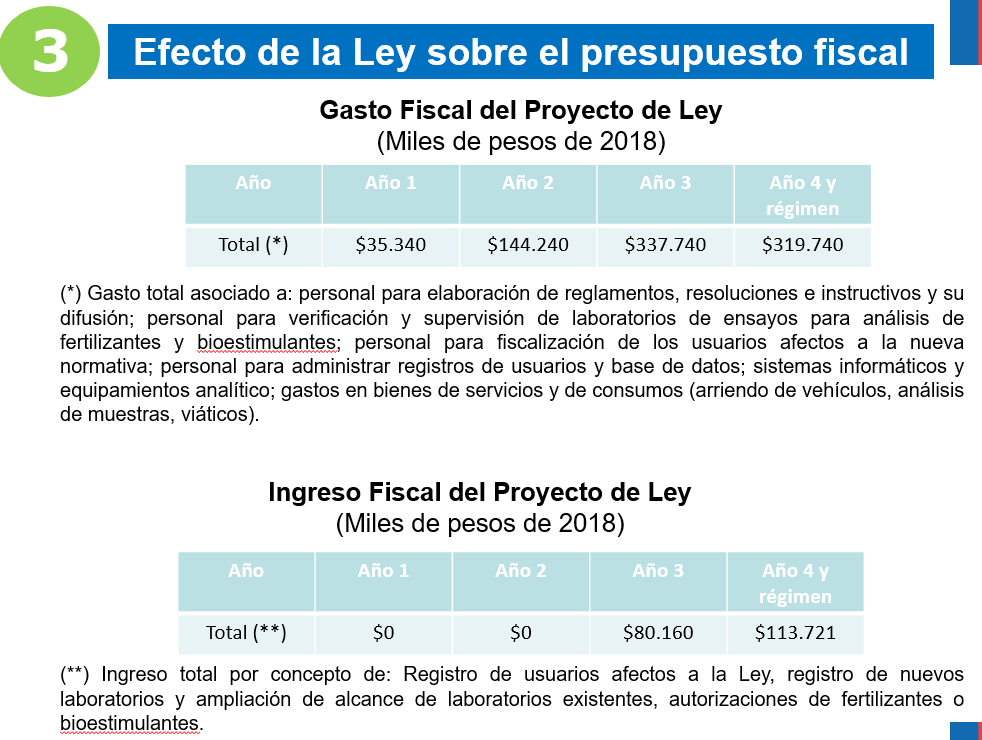 3
Efecto de la Ley sobre el presupuesto fiscal
Gasto Fiscal del Proyecto de Ley
(Miles de pesos de 2018)
Año Año 1 Año 2 Año 3 Año 4 y
régimen
Total (*) $35.340 $144.240 $337.740 $319.740
(*) Gasto total asociado a: personal para elaboración de reglamentos, resoluciones e instructivos y su
difusión; personal para verificación y supervisión de laboratorios de ensayos para análisis de
fertilizantes y bioestimulantes; personal para fiscalización de los usuarios afectos a la nueva
normativa; personal para administrar registros de usuarios y base de datos; sistemas informáticos y
equipamientos analítico; gastos en bienes de servicios y de consumos (arriendo de vehículos, análisis
de muestras, viáticos).
Ingreso Fiscal del Proyecto de Ley
(Miles de pesos de 2018)
Año Año 1 Año 2 Año 3 Año 4 y
régimen
Total (**) $0 $0 $80.160 $113.721
(**) Ingreso total por concepto de: Registro de usuarios afectos a la Ley, registro de nuevos
laboratorios y ampliación de alcance de laboratorios existentes, autorizaciones de fertilizantes o
bioestimulantes.